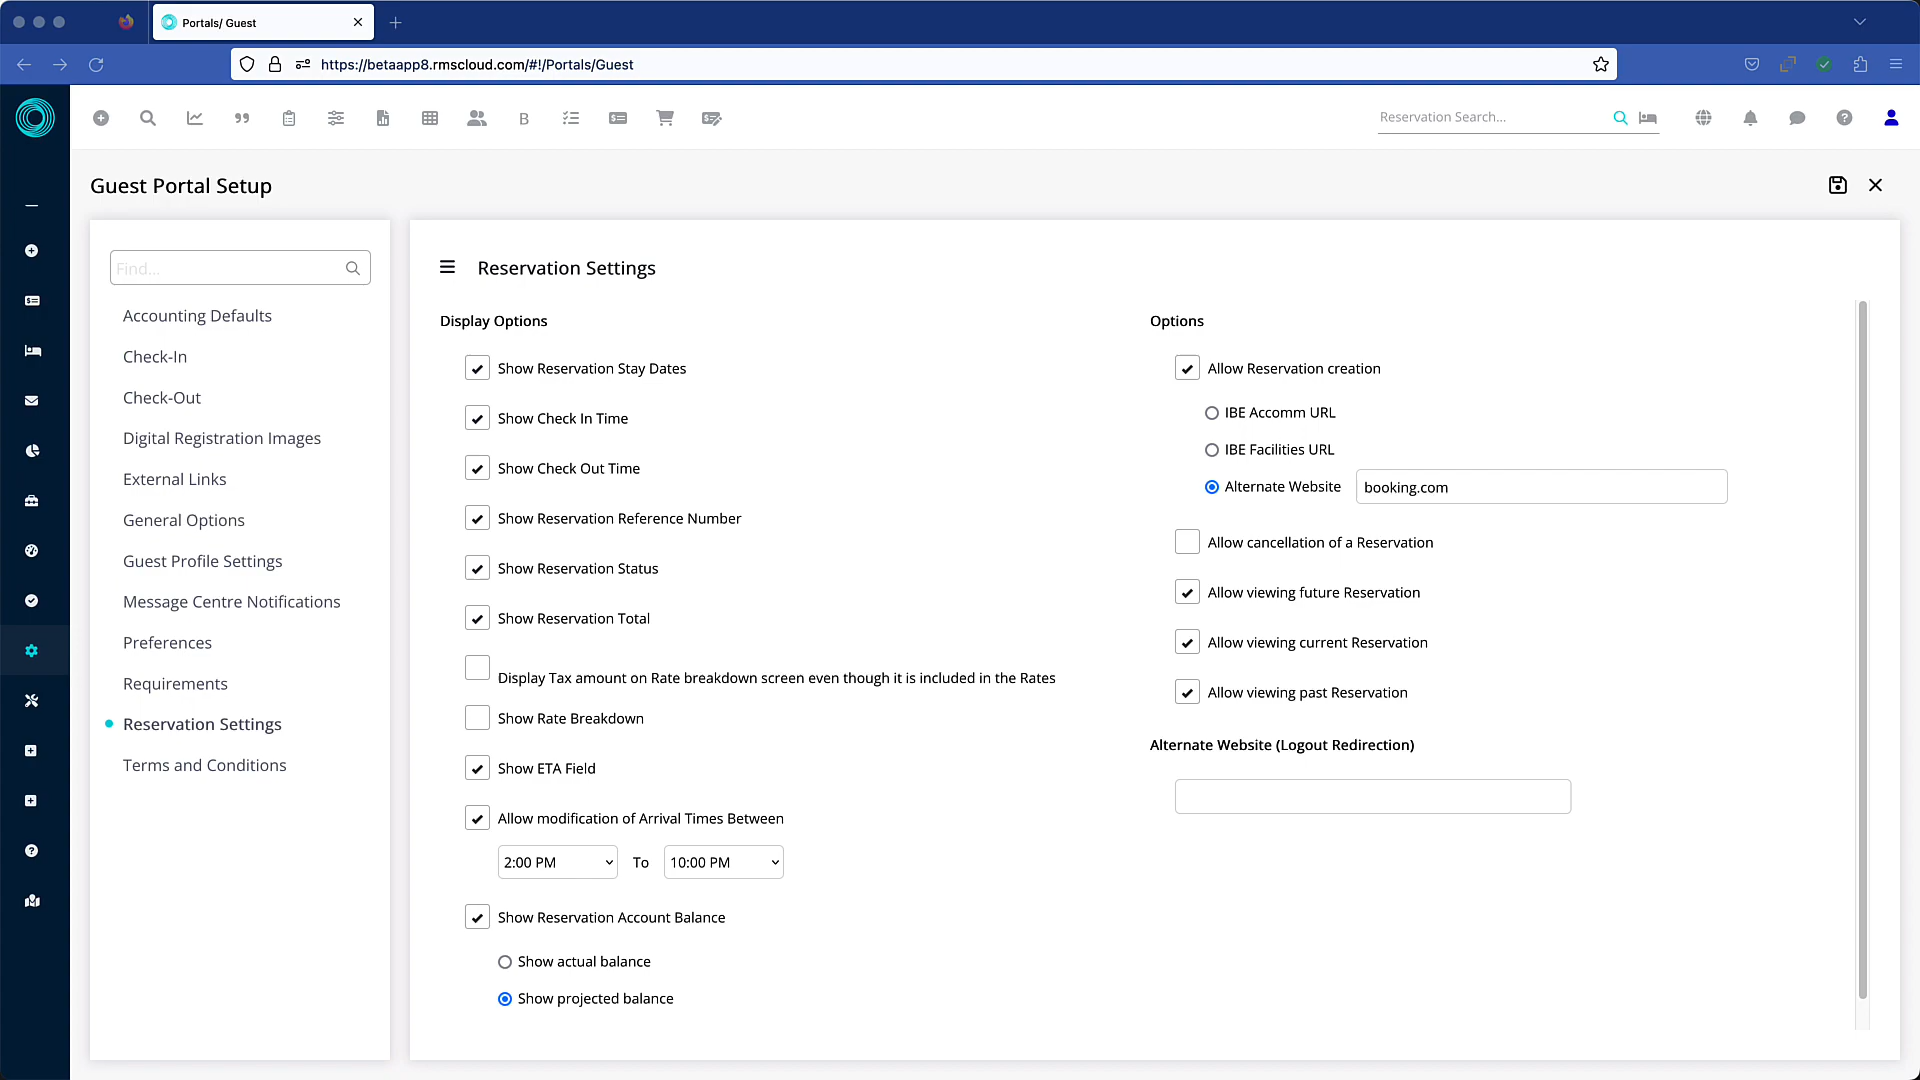 Portals/ Guest
https://betaapp8.rmscloud.com/#!/Portals/Guest
B
Reservation Search...
Guest Portal Setup
Find...
Accounting Defaults
Check-In
Check-Out
Digital Registration Images
External Links
General Options
Guest Profile Settings
Message Centre Notifications
Preferences
Requirements
Reservation Settings
Terms and Conditions
Reservation Settings
Display Options
Show Reservation Stay Dates
Show Check In Time
Show Check Out Time
Show Reservation Reference Number
Show Reservation Status
Show Reservation Total
Display Tax amount on Rate breakdown screen even though it is included in the Rates
Show Rate Breakdown
Show ETA Field
Allow modification of Arrival Times Between
2:00 PM To 10:00 PM
Show Reservation Account Balance
Show actual balance
Show projected balance
Options
Allow Reservation creation
IBE Accomm URL
IBE Facilities URL
Alternate Website booking.com
Allow cancellation of a Reservation
Allow viewing future Reservation
Allow viewing current Reservation
Allow viewing past Reservation
Alternate Website (Logout Redirection)